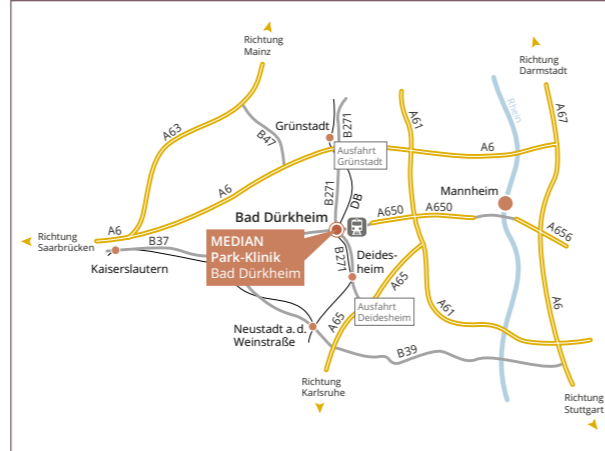 Richtung
Mainz
Richtung
Darmstadt
A63
B47
Grünstadt
B271
A61
Rhein
A67
Ausfahrt
Grünstadt
A6
A6
B271
DB
Mannheim
Bad Dürkheim
A650
A650
A656
Richtung
Saarbrücken
A6
B37
Kaiserslautern
MEDIAN
Park-Klinik
Bad Dürkheim
B271
Deides-
heim
A65
Ausfahrt
Deidesheim
A61
A6
Neustadt a.d.
Weinstraße
A65
B39
Richtung
Karlsruhe
Richtung
Stuttgart